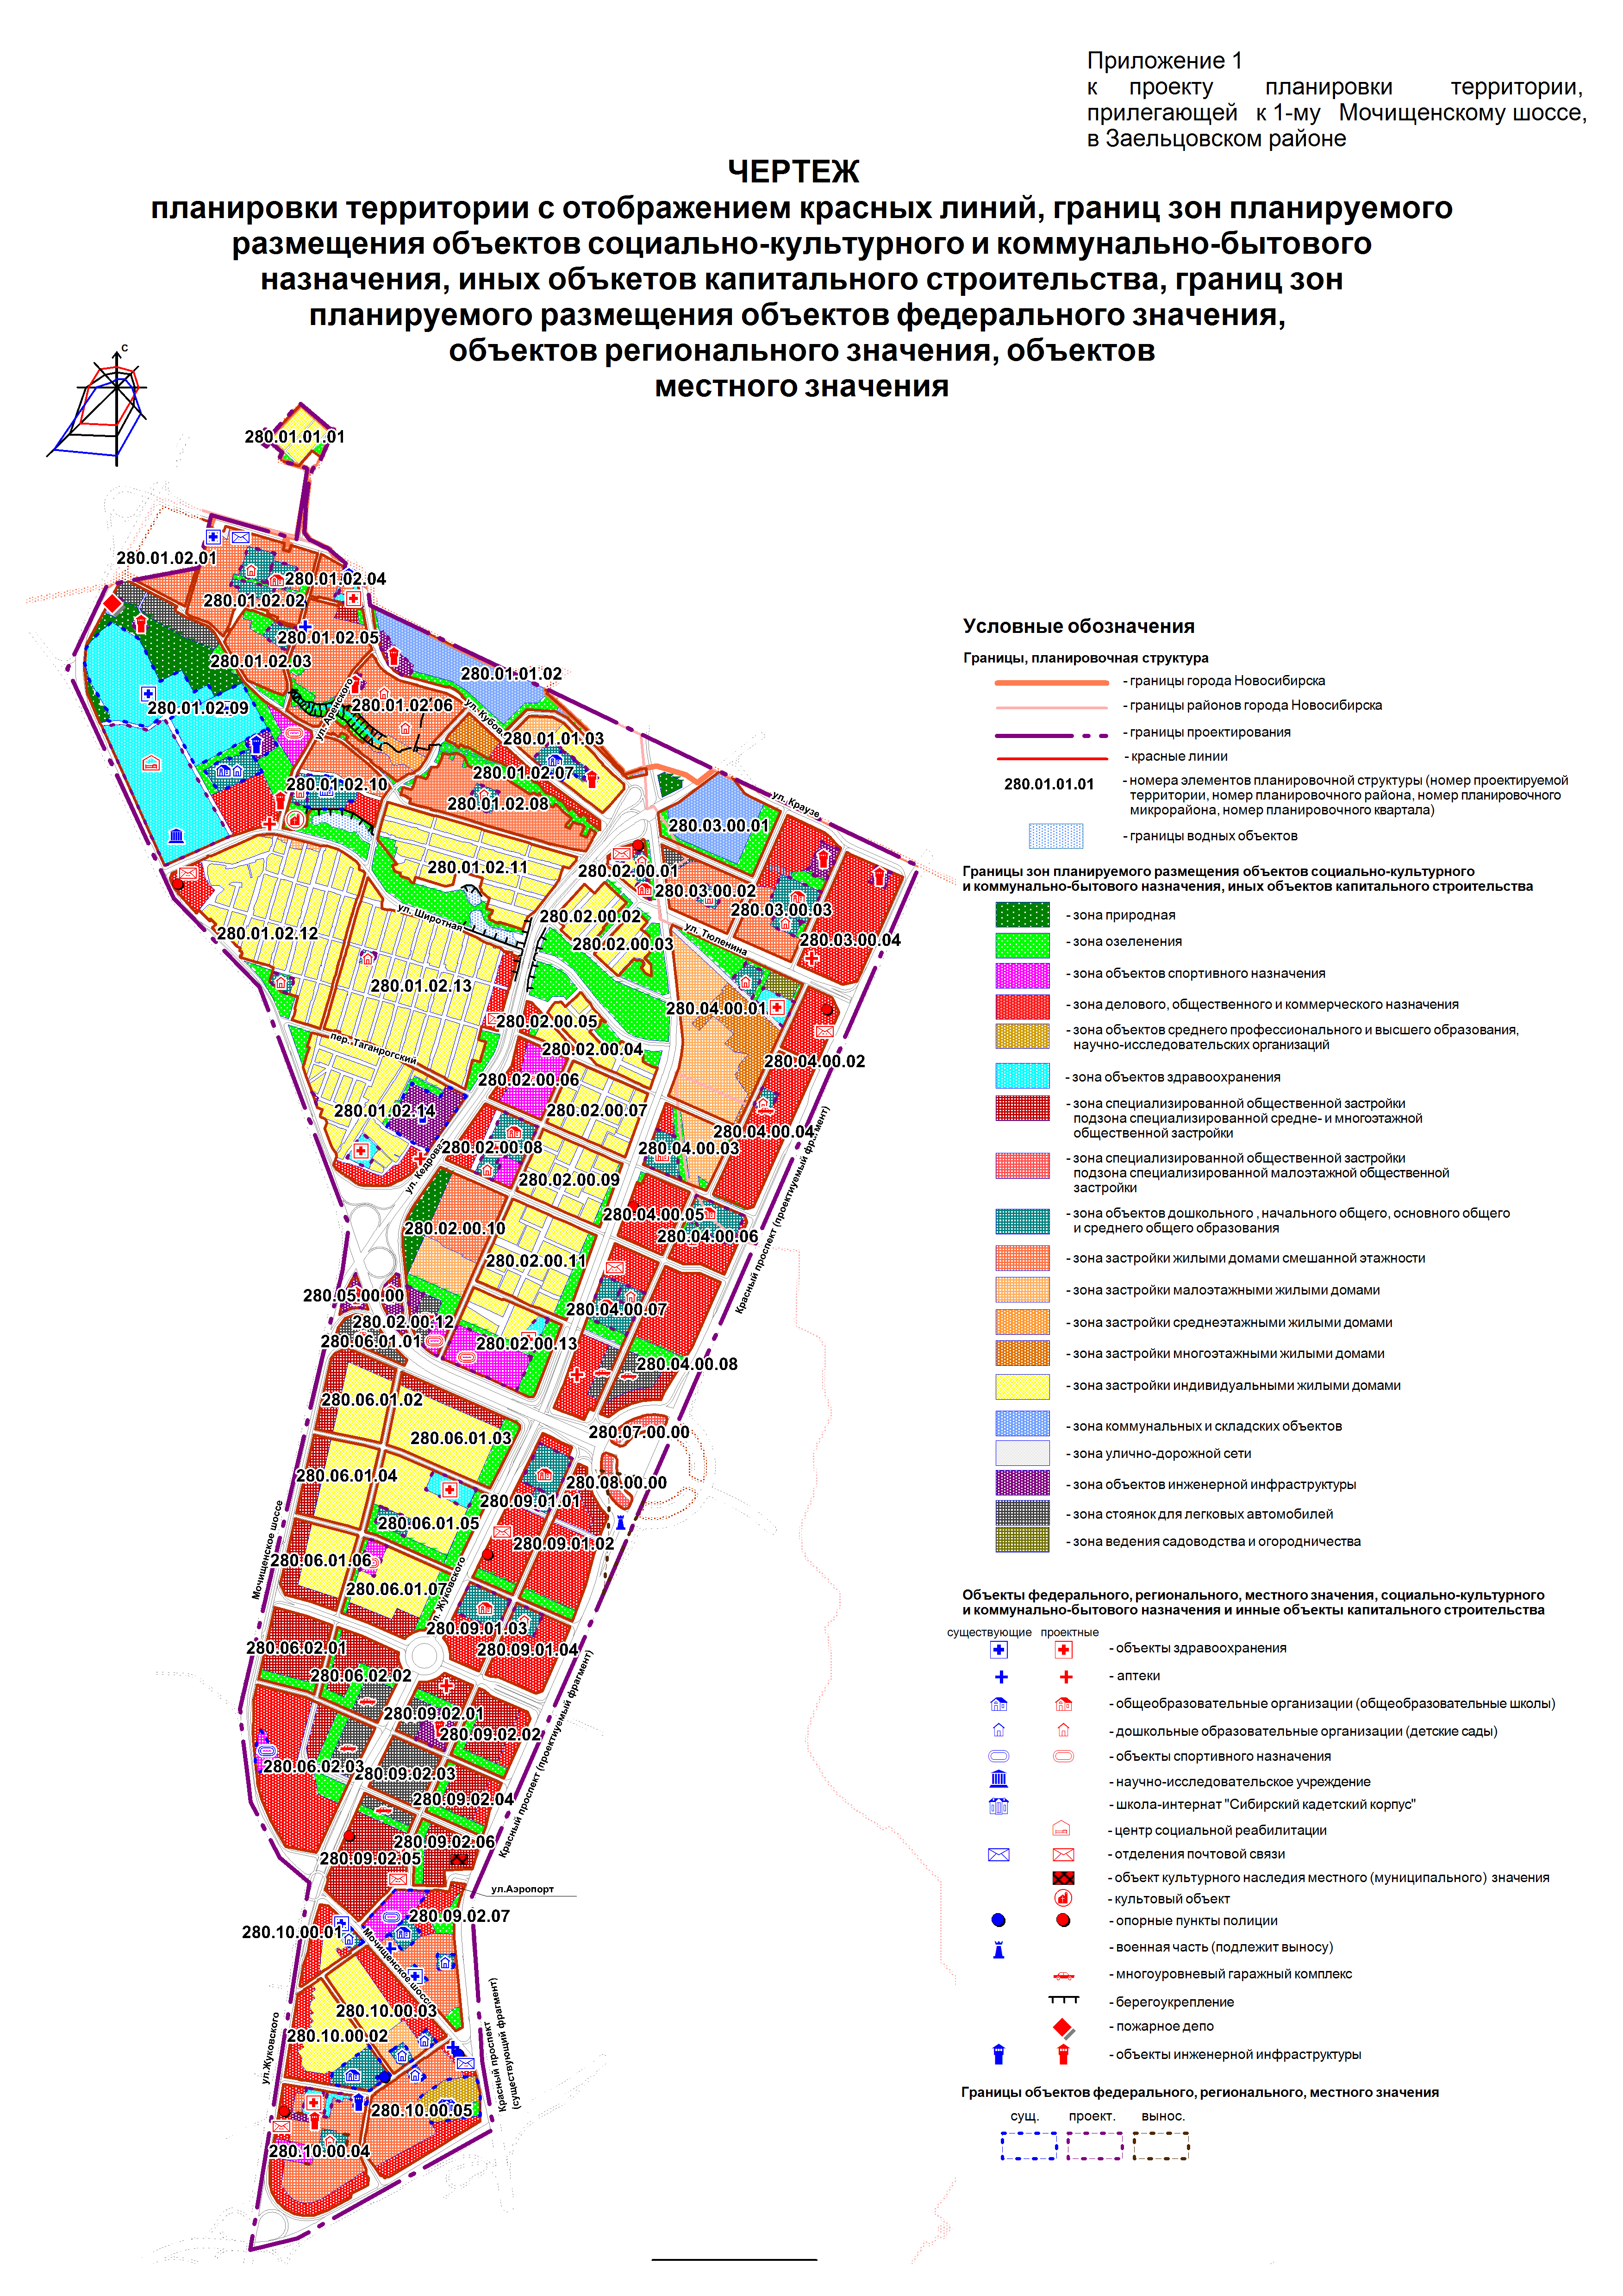 Приложение 1
к проекту планировки территории,
прилегающей к 1-му Мочищенскому шоссе,
в Заельцовском районе
ЧЕРТЕЖ
планировки территории с отображением красных линий, границ зон планируемого
размещения объектов социально-культурного и коммунально-бытового
назначения, иных объкетов капитального строительства, границ зон
планируемого размещения объектов федерального значения,
объектов регионального значения, объектов
местного значения
С
280.01.01.01
280.01.02.01
280.01.02.04
280.01.02.02
280.01.02.05
280.01.02.03
280.01.01.02
280.01.02.09
280.01.02.06
ул. Аренского
ул. Кубов.
280.01.01.03
280.01.02.07
280.01.02.10
280.01.02.08
ул. Краузе
280.03.00.01
280.01.02.11
280.02.00.01
280.03.00.02
280.03.00.03
ул. Широтная
280.02.00.02
280.01.02.12
280.02.00.03
ул. Тюленина
280.03.00.04
280.01.02.13
280.04.00.01
280.02.00.05
пер. Таганрогский
280.02.00.04
280.04.00.02
280.02.00.06
280.01.02.14
280.02.00.07
280.04.00.04
280.02.00.08
280.04.00.03
ул. Кедровая
280.02.00.09
280.04.00.05
280.02.00.10
280.04.00.06
280.02.00.11
Красный проспект (проектиуемый фрагмент)
280.05.00.00
280.04.00.07
280.02.00.12
280.06.01.01
280.02.00.13
280.04.00.08
280.06.01.02
280.07.00.00
280.06.01.03
280.06.01.04
280.08.00.00
280.09.01.01
280.06.01.05
280.09.01.02
Мочищенское шоссе
280.06.01.06
280.06.01.07
ул. Жуковского
280.09.01.03
280.06.02.01
280.09.01.04
280.06.02.02
280.09.02.01
280.09.02.02
280.06.02.03
280.09.02.03
280.09.02.04
Красный проспект (проектиуемый фрагмент)
280.09.02.06
280.09.02.05
ул.Аэропорт
280.09.02.07
280.10.00.01
Мочищенское шоссе
280.10.00.03
280.10.00.02
ул.Жуковского
Красный проспект
(существующий фрагмент)
280.10.00.05
280.10.00.04
Условные обозначения
Границы, планировочная структура
- границы города Новосибирска
- границы районов города Новосибирска
- границы проектирования
- красные линии
280.01.01.01
- номера элементов планировочной структуры (номер проектируемой
территории, номер планировочного района, номер планировочного
микрорайона, номер планировочного квартала)
- границы водных объектов
Границы зон планируемого размещения объектов социально-культурного
и коммунально-бытового назначения, иных объектов капитального строительства
- зона природная
- зона озеленения
- зона объектов спортивного назначения
- зона делового, общественного и коммерческого назначения
- зона объектов среднего профессионального и высшего образования,
научно-исследовательских организаций
- зона объектов здравоохранения
- зона специализированной общественной застройки
подзона специализированной средне- и многоэтажной
общественной застройки
- зона специализированной общественной застройки
подзона специализированной малоэтажной общественной
застройки
- зона объектов дошкольного , начального общего, основного общего
и среднего общего образования
- зона застройки жилыми домами смешанной этажности
- зона застройки малоэтажными жилыми домами
- зона застройки среднеэтажными жилыми домами
- зона застройки многоэтажными жилыми домами
- зона застройки индивидуальными жилыми домами
- зона коммунальных и складских объектов
- зона улично-дорожной сети
- зона объектов инженерной инфраструктуры
- зона стоянок для легковых автомобилей
- зона ведения садоводства и огородничества
Объекты федерального, регионального, местного значения, социально-культурного
и коммунально-бытового назначения и инные объекты капитального строительства
существующие проектные
- объекты здравоохранения
- аптеки
- общеобразовательные организации (общеобразовательные школы)
- дошкольные образовательные организации (детские сады)
- объекты спортивного назначения
- научно-исследовательское учреждение
- школа-интернат "Сибирский кадетский корпус"
- центр социальной реабилитации
- отделения почтовой связи
- объект культурного наследия местного (муниципального) значения
- культовый объект
- опорные пункты полиции
- военная часть (подлежит выносу)
- многоуровневый гаражный комплекс
- берегоукрепление
- пожарное депо
- объекты инженерной инфраструктуры
Границы объектов федерального, регионального, местного значения
сущ. проект. вынос.